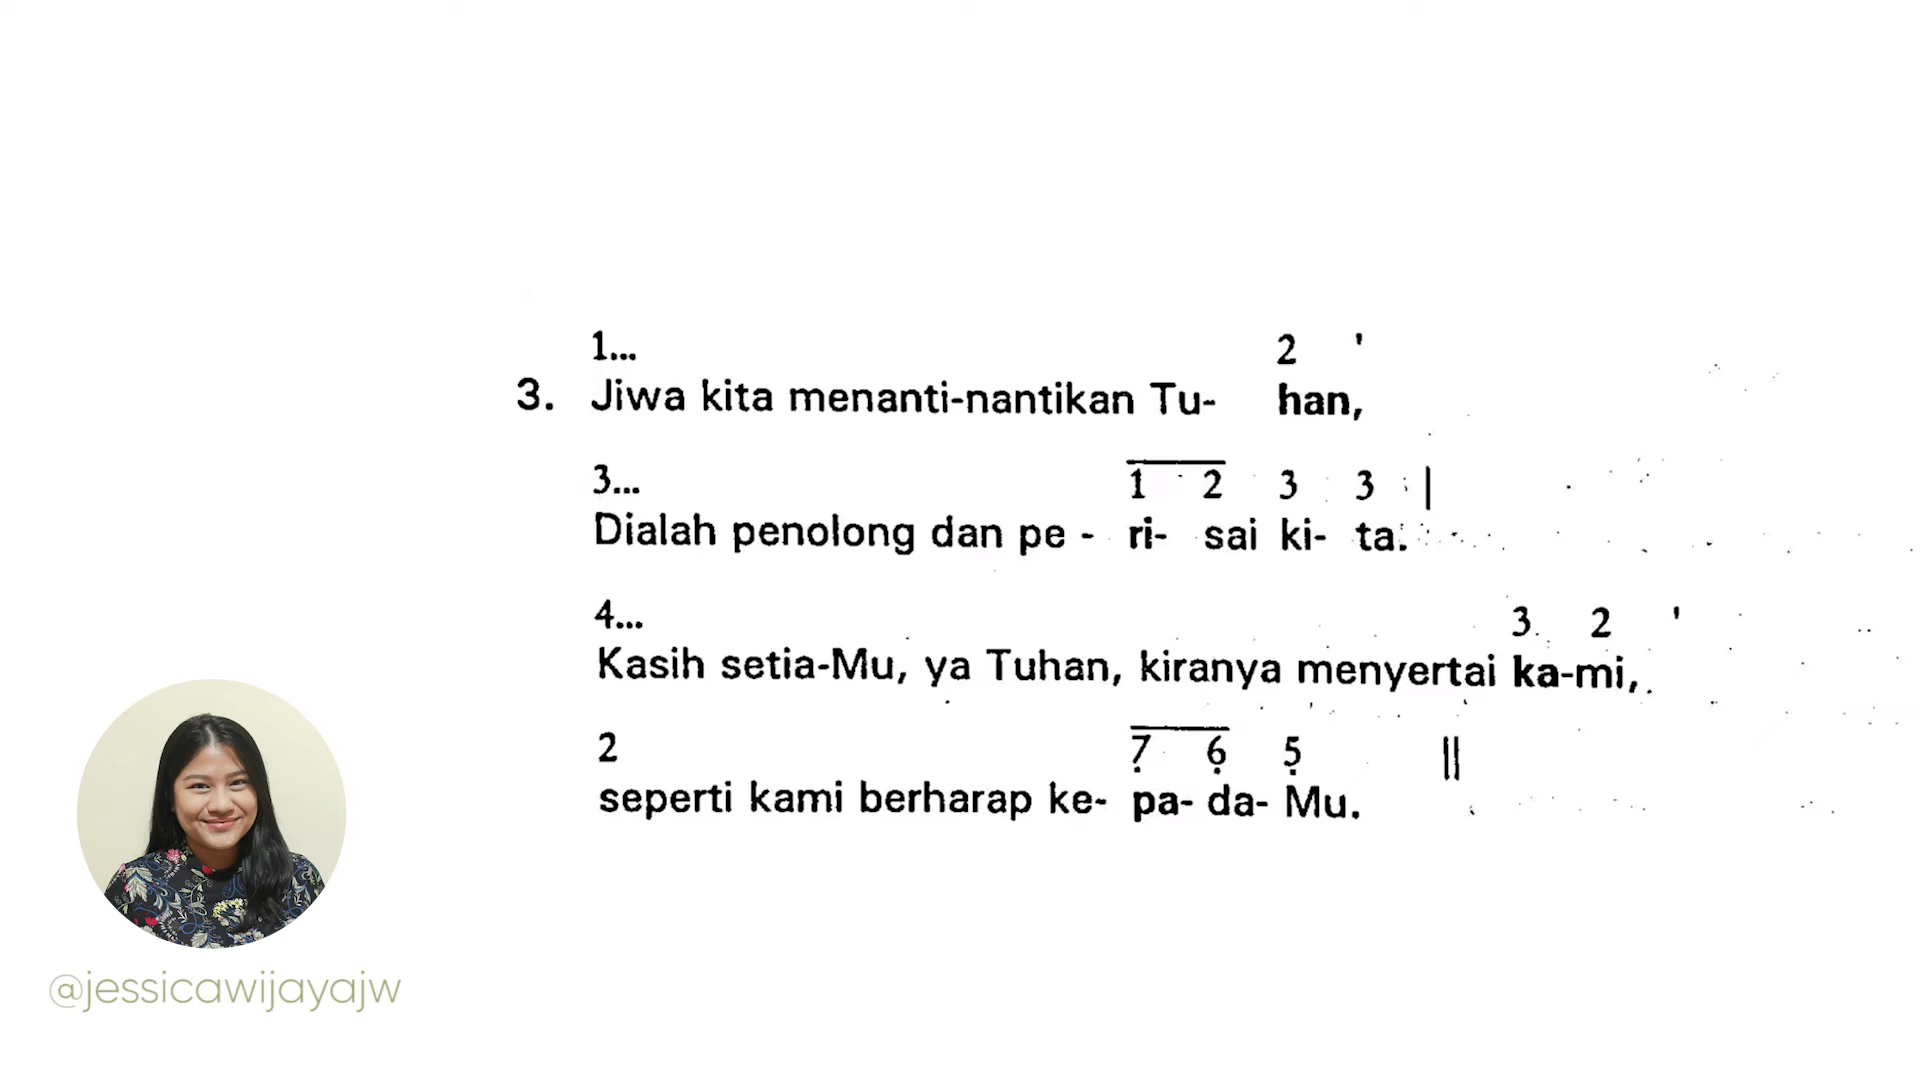 1... 2 '
3. Jiwa kita menanti-nantikan Tu- han,
3... 1 2 3 3 |
Dialah penolong dan pe - ri- sai ki- ta.
4... 3 2 '
Kasih setia-Mu, ya Tuhan, kiranya menyertai ka-mi,
2 7̣ 6̣ 5̣ ||
seperti kami berharap ke- pa- da- Mu.
@jessicawijayajw